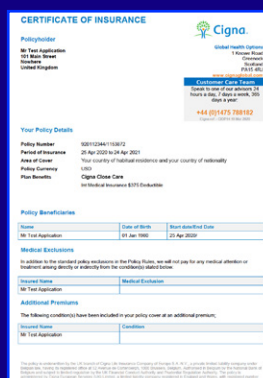 CERTIFICATE OF INSURANCE
Cigna.
Policyholder
Mr Test Application
101 Main Street
Nowhere
United Kingdom
Global Health Options
1 Knowe Road
Greenock
Scotland
PA15 4RJ
www.cignaglobal.com
Customer Care Team
Speak to one of our advisors 24
hours a day, 7 days a week, 365
days a year
+44 (0)1475 788182
Your Policy Details
Policy Number
Period of Insurance 25 Apr 2020 to 24 Apr 2021
Area of Cover Your country of habitual residence and your country of nationality
Policy Currency USD
Plan Benefits Cigna Close Care
Int Medical Insurance $375 Deductible
Policy Beneficiaries
Name Date of Birth Start date/End Date
Mr Test Application 01 Jan 25 Apr 2020/
Medical Exclusions
In addition to the standard policy exclusions in the Policy Rules, we will not pay for any medical attention or
treatment arising directly or indirectly from the condition(s) stated below.
Insured Name Medical Exclusion
Mr Test Application
Additional Premiums
The following condition(s) have been included in your policy cover at an additional premium;
Insured Name Condition
Mr Test Application